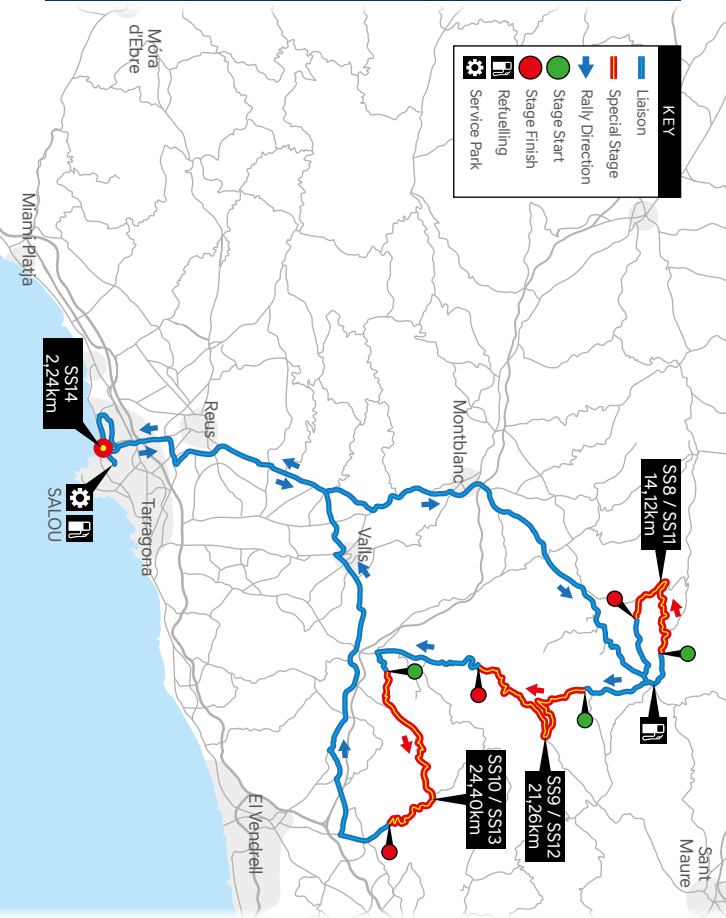 KEY
Liaison
Special Stage
Rally Direction
Stage Start
Stage Finish
Refuelling
Service Park
Sant
Maure
SS8 / SS11
14,12km
SS9 / SS12
21,26km
SS10 / SS13
24,40km
Montblanc
Valls
El Vendrell
Móra
d'Ebre
Reus
Tarragona
Miami Platja
SS14
2,24km
SALOU